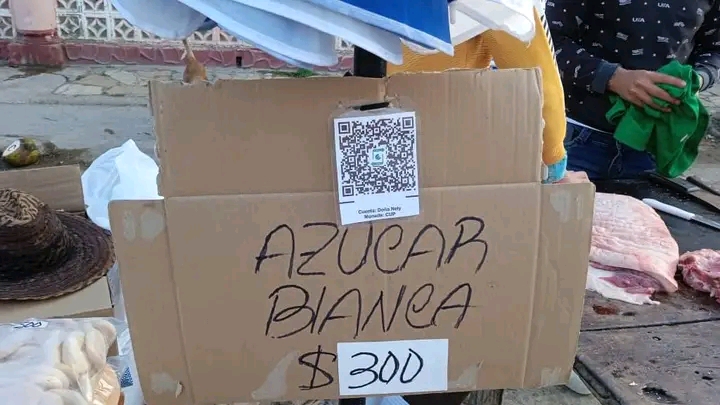 Cuenta: Doña Nely
Moneda: CUP
AZUCAR
BlANCA
$300